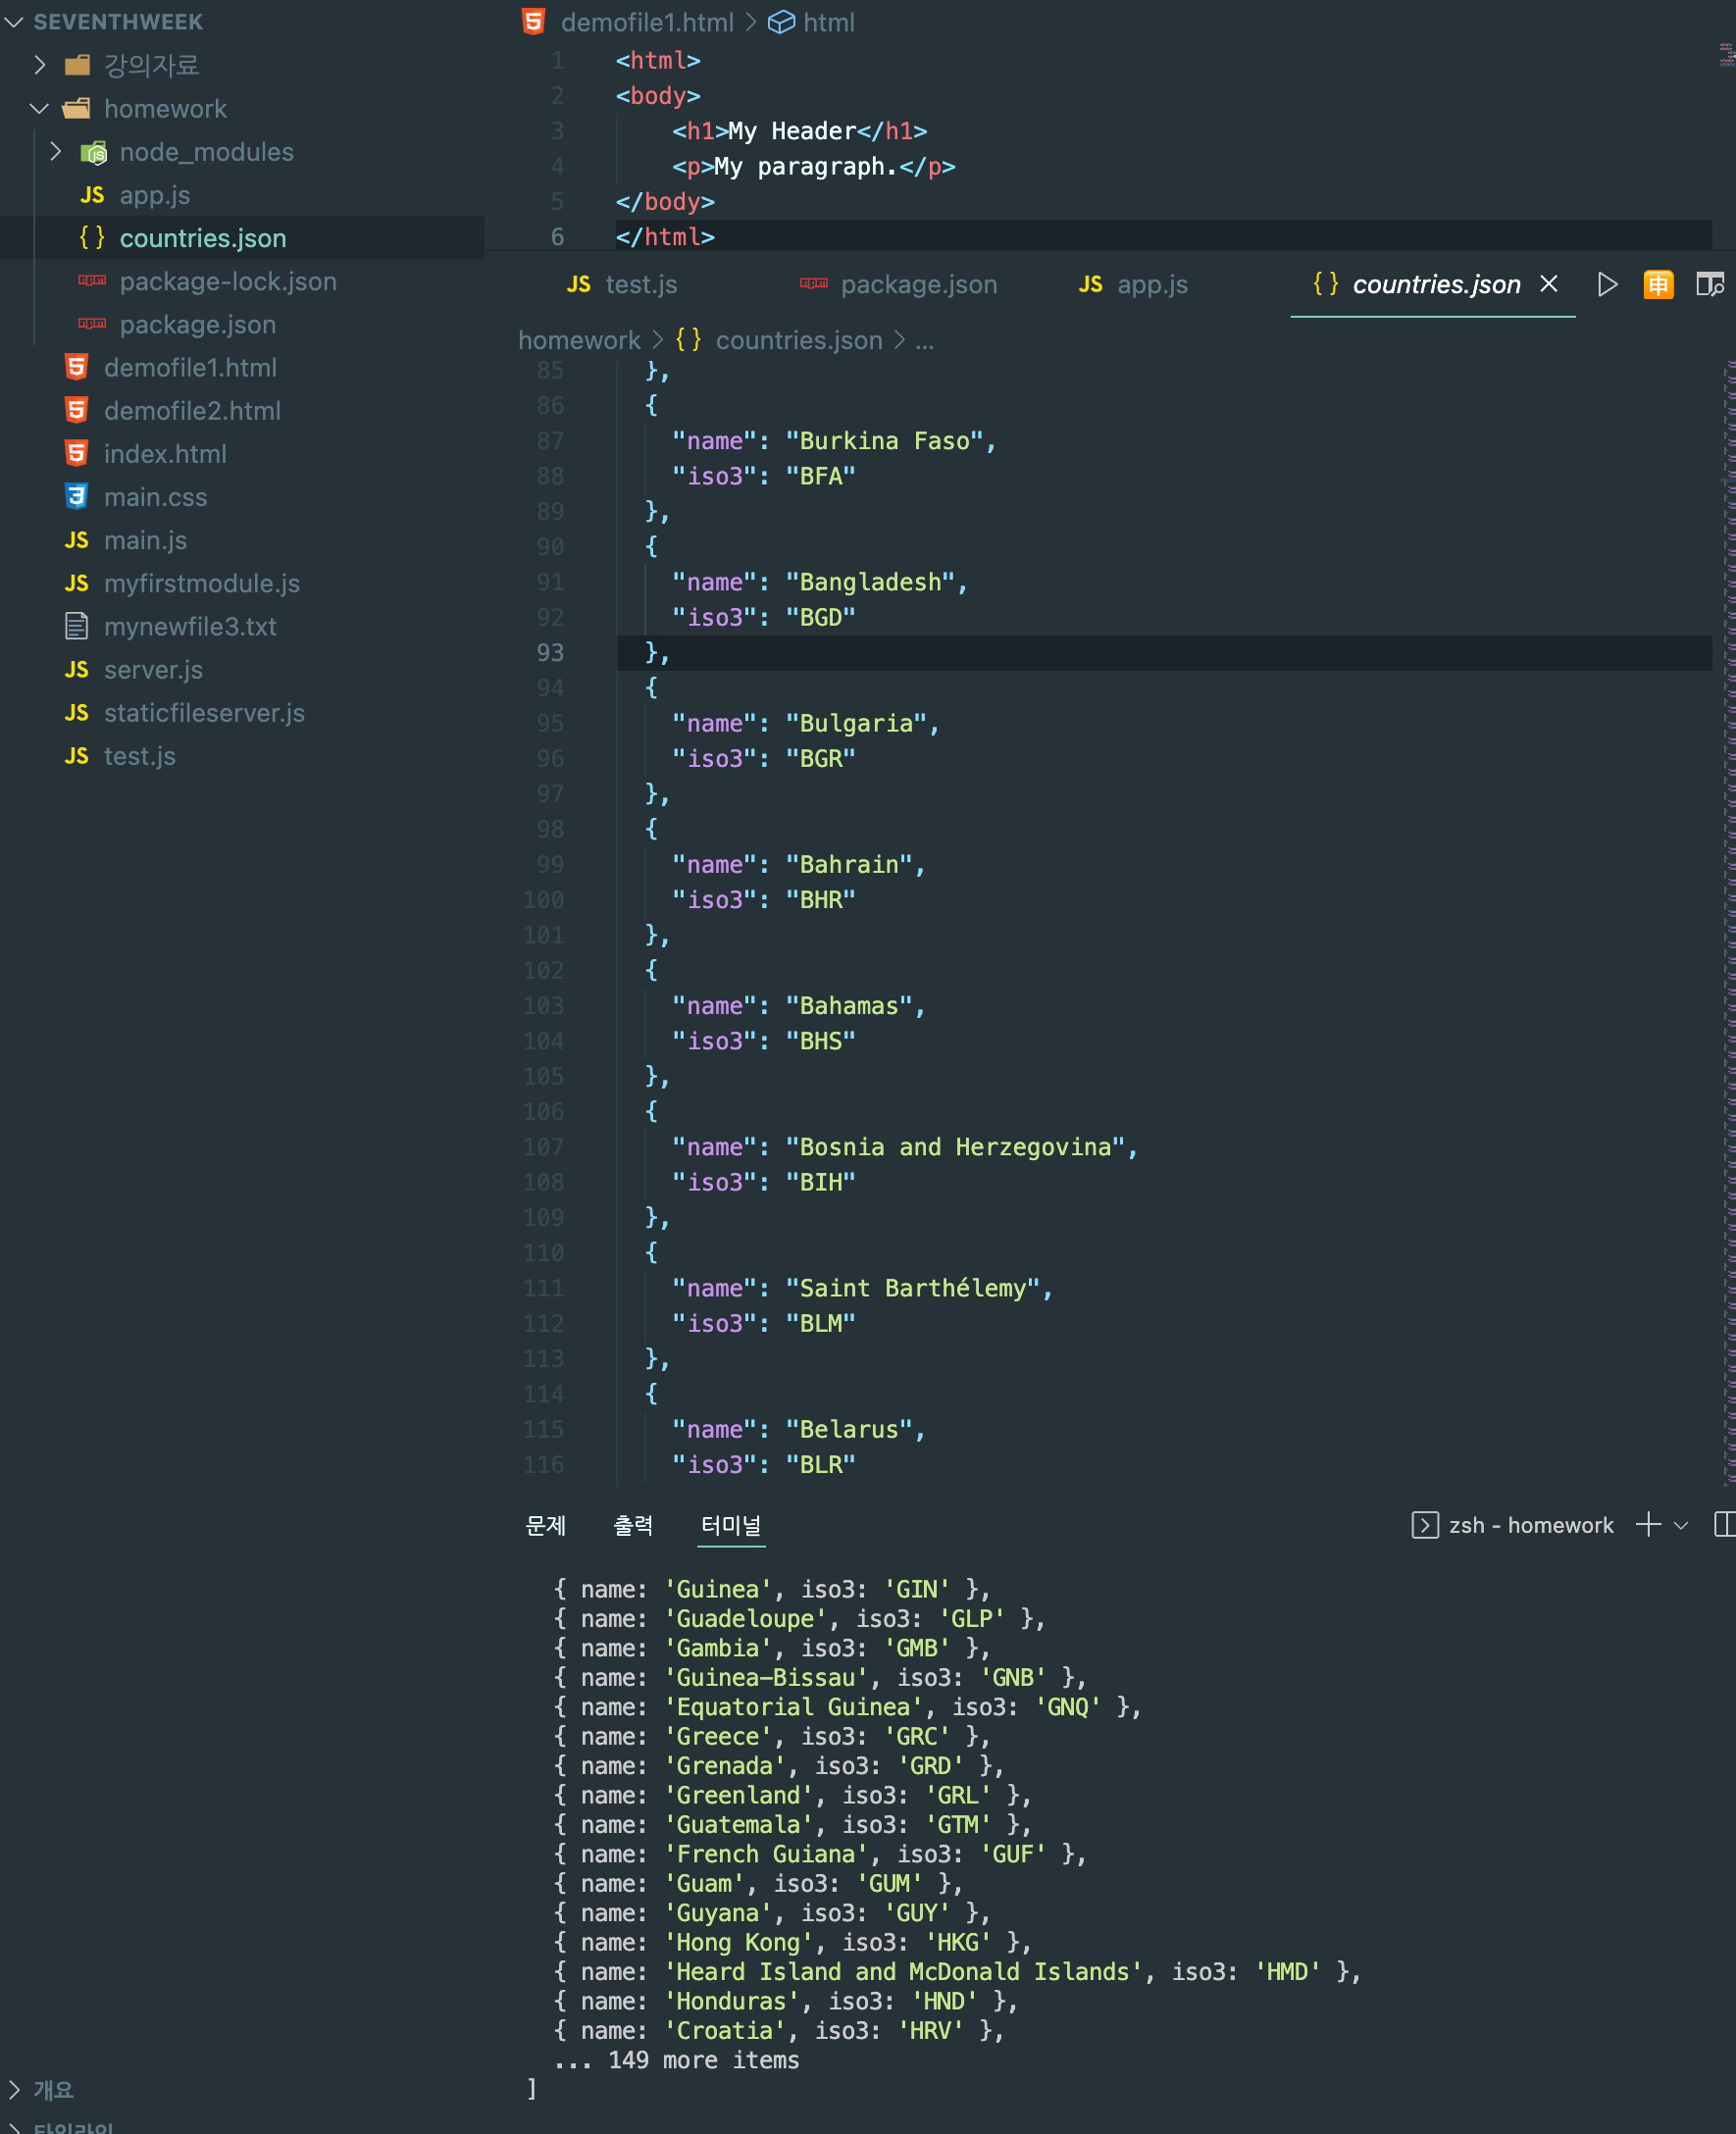 SEVENTHWEEK
강의자료
homework
node_modules
app.js
countries.json
package-lock.json
package.json
demofile1.html
demofile2.html
index.html
main.css
main.js
myfirstmodule.js
mynewfile3.txt
server.js
staticfileserver.js
test.js
개요
타임라인
demofile1.html > html
1 <html>
2 <body>
3 <h1>My Header</h1>
4 <p>My paragraph.</p>
5 </body>
6 </html>
test.js package.json app.js countries.json
homework > {} countries.json > ...
85 },
86 {
87 "name": "Burkina Faso",
88 "iso3": "BFA"
89 },
90 {
91 "name": "Bangladesh",
92 "iso3": "BGD"
93 },
94 {
95 "name": "Bulgaria",
96 "iso3": "BGR"
97 },
98 {
99 "name": "Bahrain",
100 "iso3": "BHR"
101 },
102 {
103 "name": "Bahamas",
104 "iso3": "BHS"
105 },
106 {
107 "name": "Bosnia and Herzegovina",
108 "iso3": "BIH"
109 },
110 {
111 "name": "Saint Barthélemy",
112 "iso3": "BLM"
113 },
114 {
115 "name": "Belarus",
116 "iso3": "BLR"
문제 출력 터미널 zsh - homework
{ name: 'Guinea', iso3: 'GIN' },
{ name: 'Guadeloupe', iso3: 'GLP' },
{ name: 'Gambia', iso3: 'GMB' },
{ name: 'Guinea-Bissau', iso3: 'GNB' },
{ name: 'Equatorial Guinea', iso3: 'GNQ' },
{ name: 'Greece', iso3: 'GRC' },
{ name: 'Grenada', iso3: 'GRD' },
{ name: 'Greenland', iso3: 'GRL' },
{ name: 'Guatemala', iso3: 'GTM' },
{ name: 'French Guiana', iso3: 'GUF' },
{ name: 'Guam', iso3: 'GUM' },
{ name: 'Guyana', iso3: 'GUY' },
{ name: 'Hong Kong', iso3: 'HKG' },
{ name: 'Heard Island and McDonald Islands', iso3: 'HMD' },
{ name: 'Honduras', iso3: 'HND' },
{ name: 'Croatia', iso3: 'HRV' },
... 149 more items
]